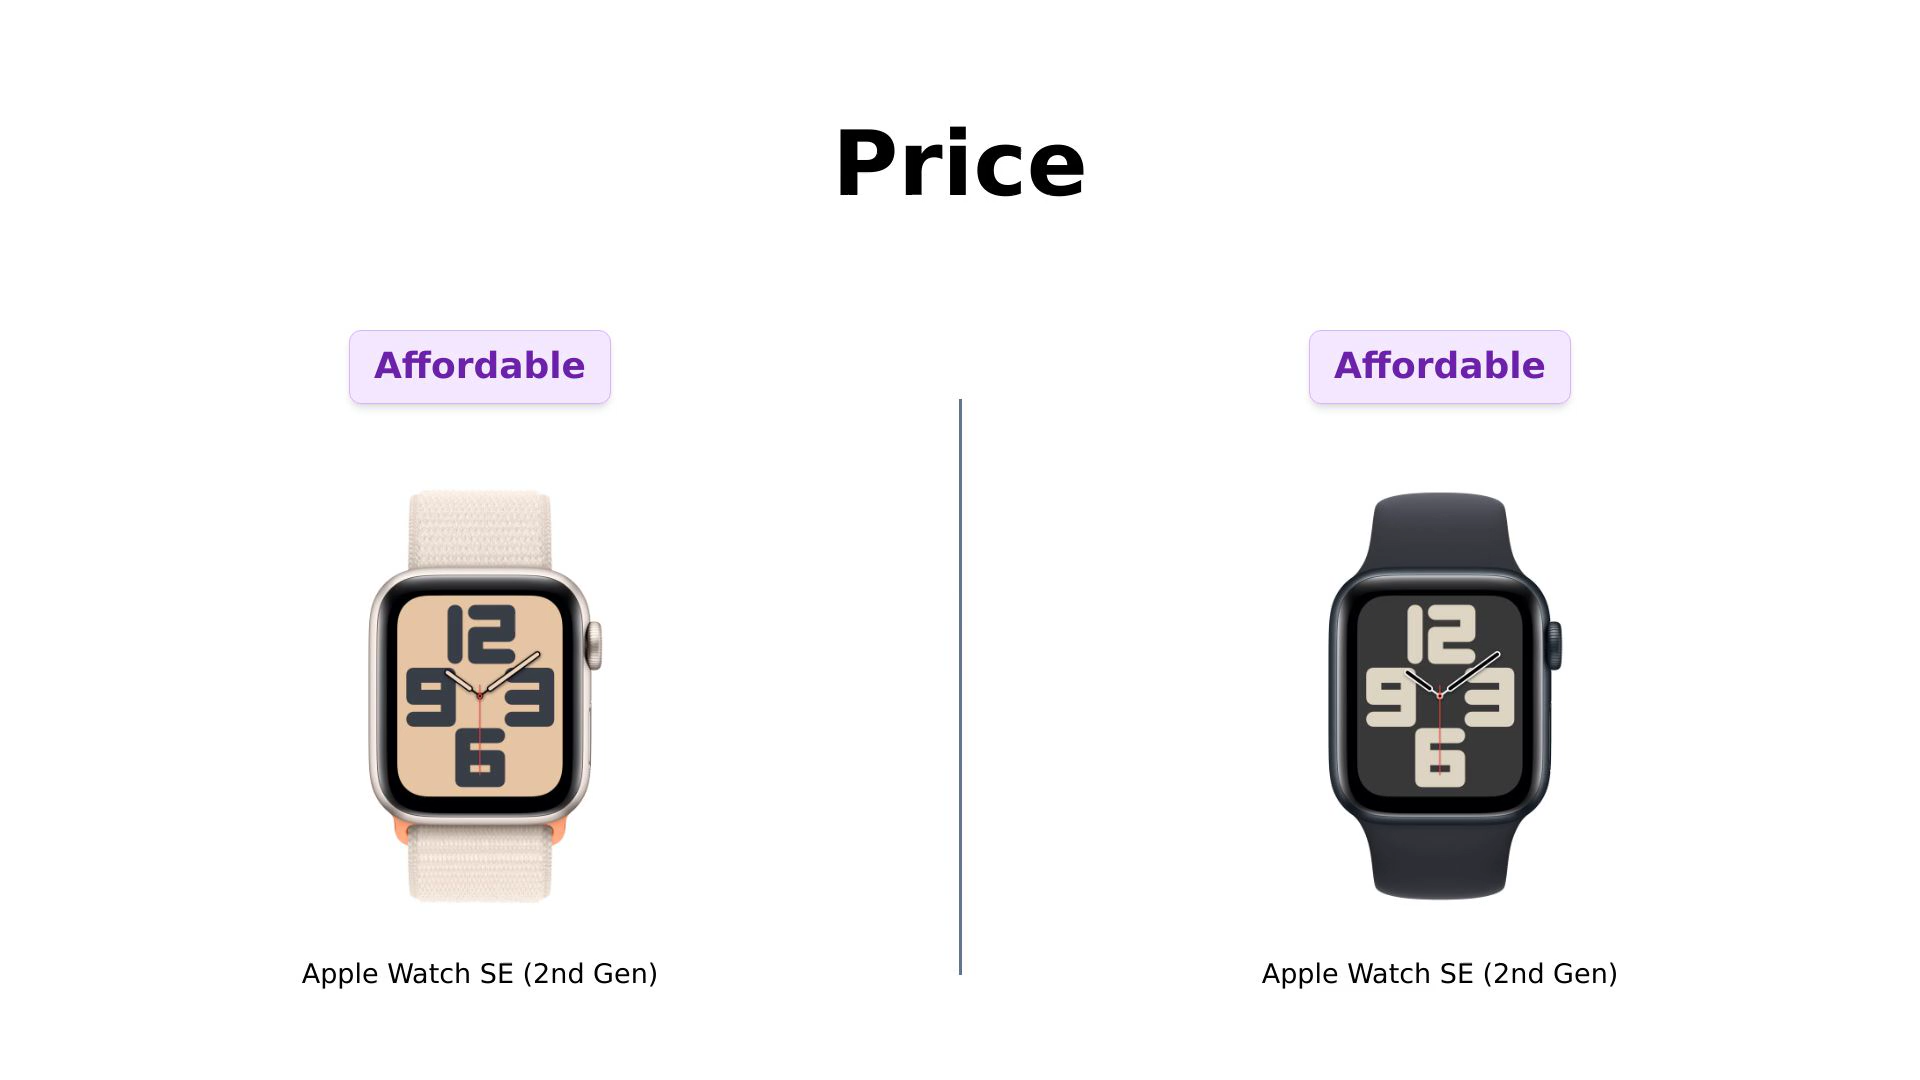 Price
Affordable
Affordable
12
9 3
6
12
9 3
6
Apple Watch SE (2nd Gen)
Apple Watch SE (2nd Gen)